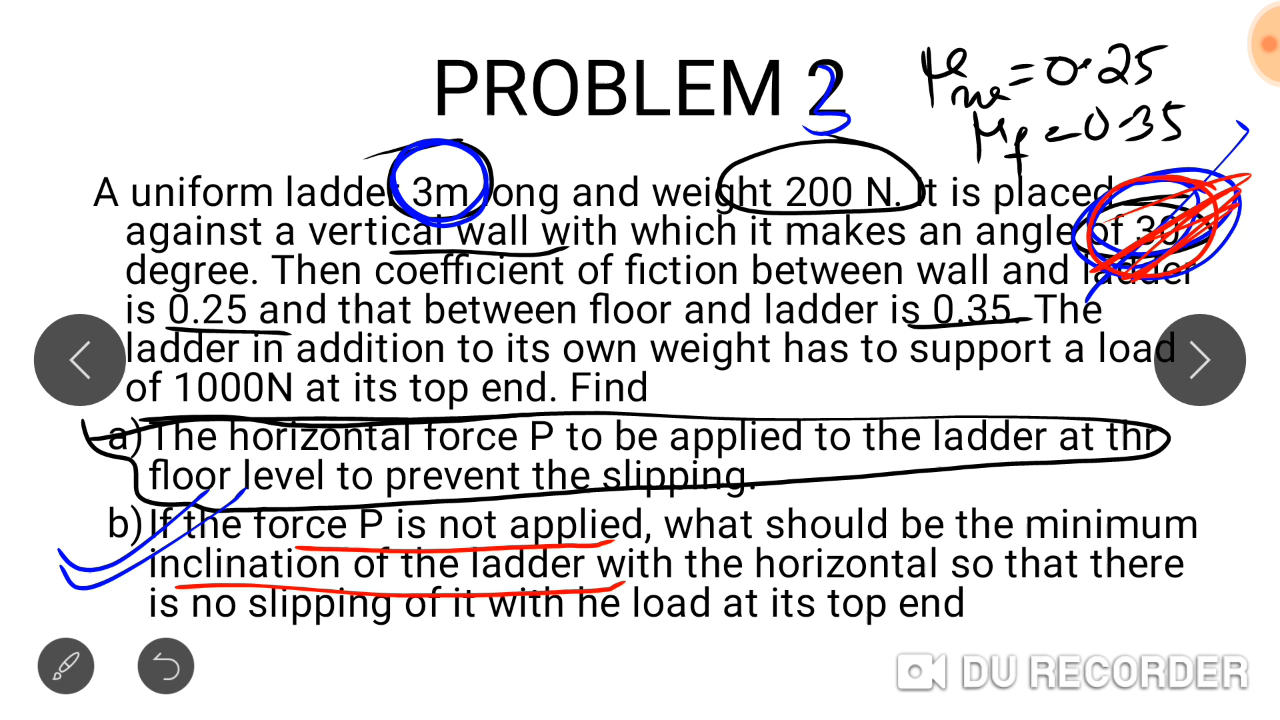 PROBLEM 2
3
μw = 0.25
μf = 0.35
A uniform ladder 3m long and weight 200 N. It is placed
against a vertical wall with which it makes an angle of 30
degree. Then coefficient of fiction between wall and ladder
is 0.25 and that between floor and ladder is 0.35. The
ladder in addition to its own weight has to support a load
of 1000N at its top end. Find
a) The horizontal force P to be applied to the ladder at thr
floor level to prevent the slipping.
b) If the force P is not applied, what should be the minimum
inclination of the ladder with the horizontal so that there
is no slipping of it with he load at its top end
DU RECORDER